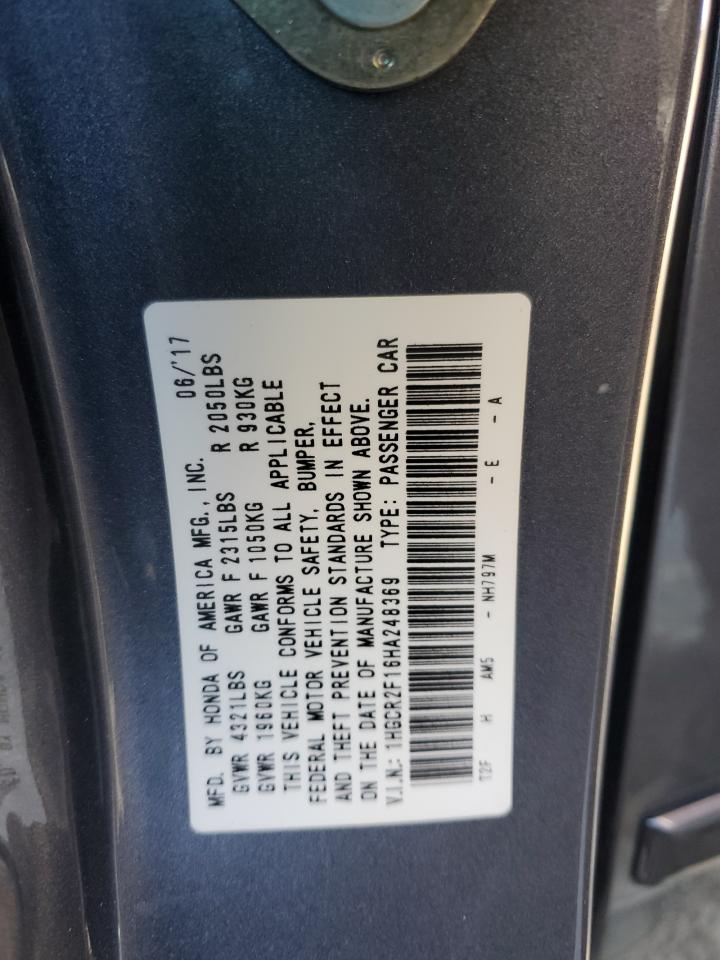 MFD. BY HONDA OF AMERICA MFG., INC. 06/'17
GVWR 4321LBS GAWR F 2315LBS R 2050LBS
GVWR 1960KG GAWR F 1050KG R 930KG
THIS VEHICLE CONFORMS TO ALL APPLICABLE
FEDERAL MOTOR VEHICLE SAFETY, BUMPER,
AND THEFT PREVENTION STANDARDS IN EFFECT
ON THE DATE OF MANUFACTURE SHOWN ABOVE.
V.I.N.: 1HGCR2F16HA248369 TYPE: PASSENGER CAR
T2F H AM5 - NH797M - E - A